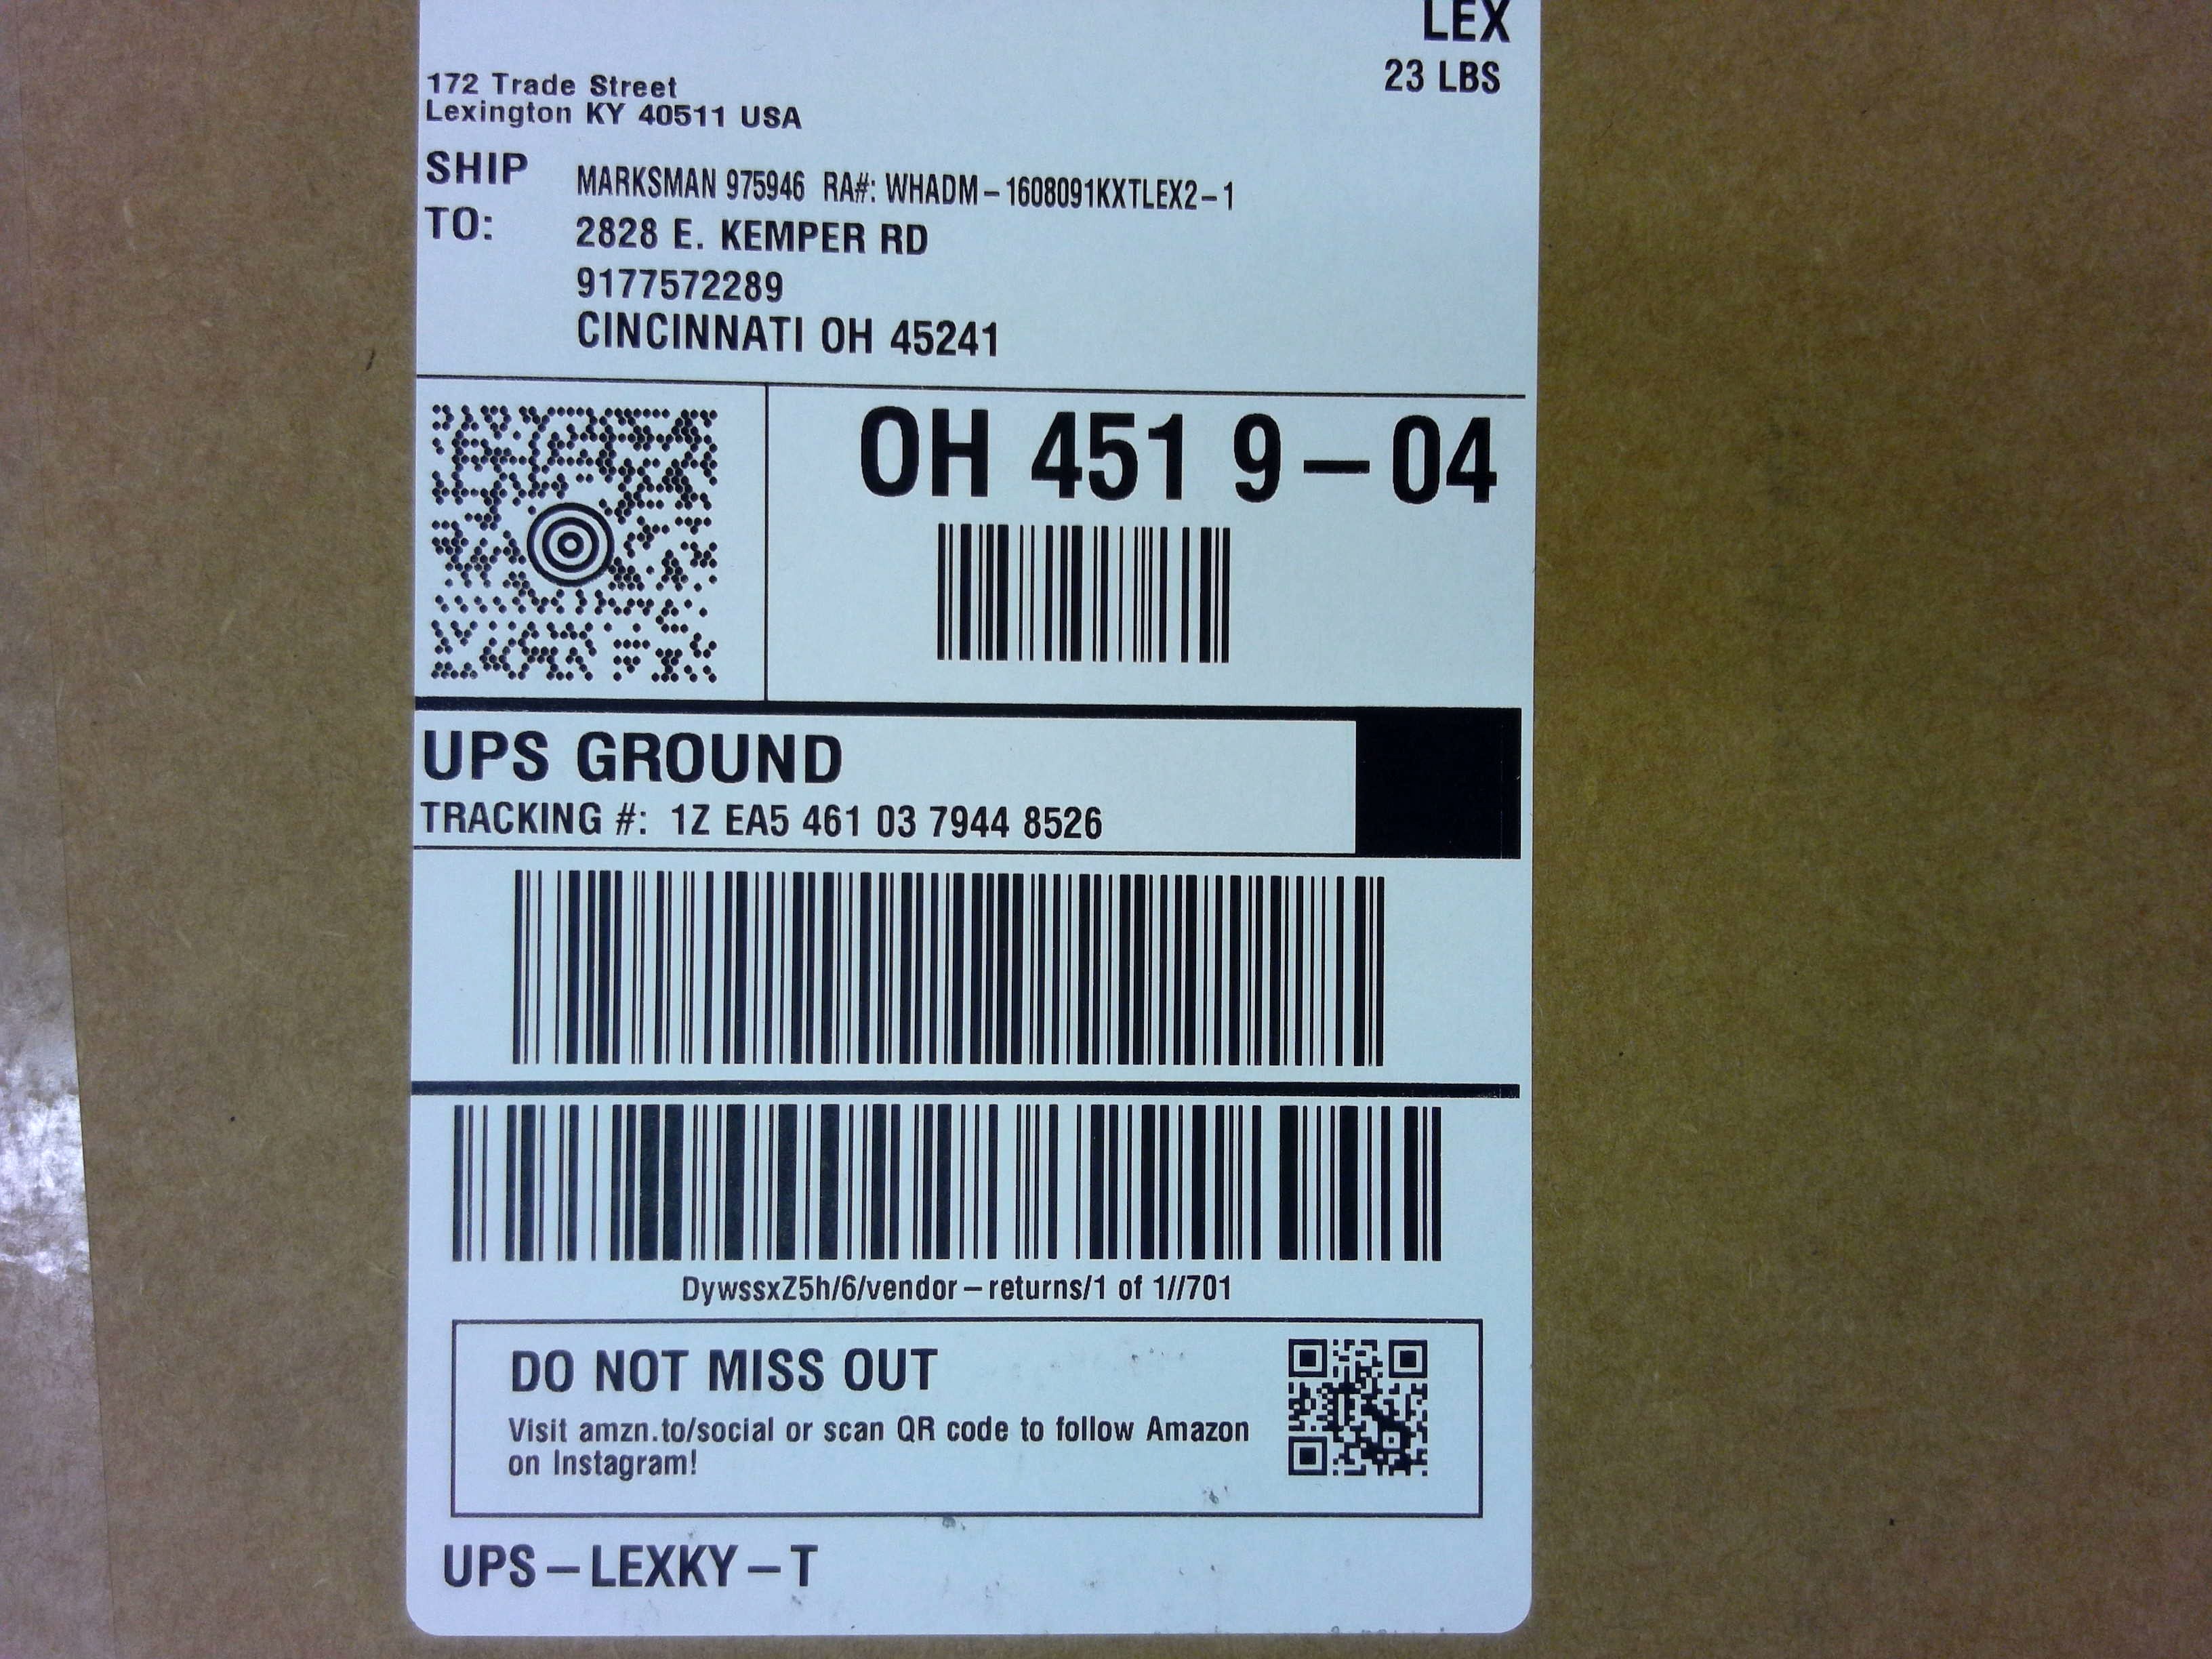 LEX
23 LBS
172 Trade Street
Lexington KY 40511 USA
SHIP
TO:
MARKSMAN 975946 RA#: WHADM-1608091KXTLEX2-1
2828 E. KEMPER RD
9177572289
CINCINNATI OH 45241
OH 451 9-04
UPS GROUND
TRACKING #: 1Z EA5 461 03 7944 8526
DywssxZ5h/6/vendor-returns/1 of 1//701
DO NOT MISS OUT
Visit amzn.to/social or scan QR code to follow Amazon
on Instagram!
UPS-LEXKY-T